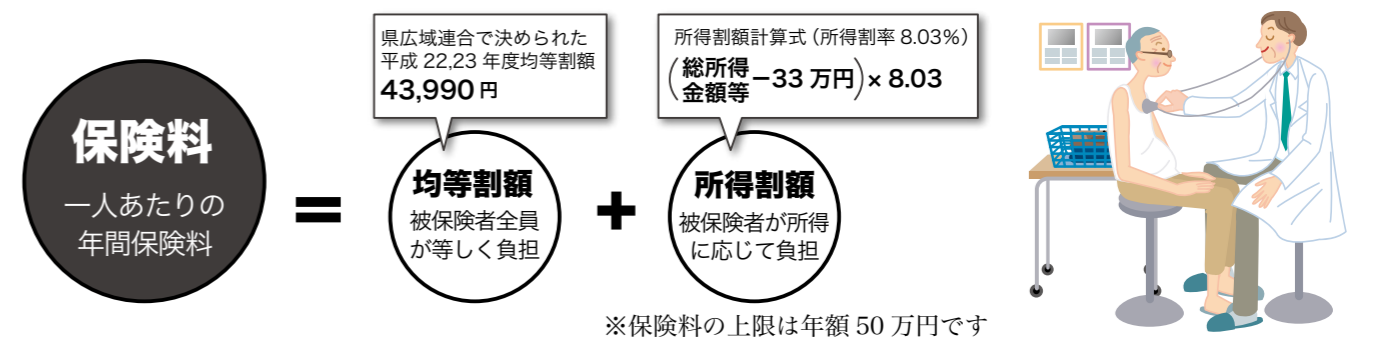 県広域連合で決められた
平成 22,23 年度均等割額
43,990 円
所得割額計算式（所得割率 8.03%）
（総所得金額等－33 万円）× 8.03
保険料
一人あたりの
年間保険料
＝
均等割額
被保険者全員
が等しく負担
＋
所得割額
被保険者が所得
に応じて負担
※保険料の上限は年額 50 万円です